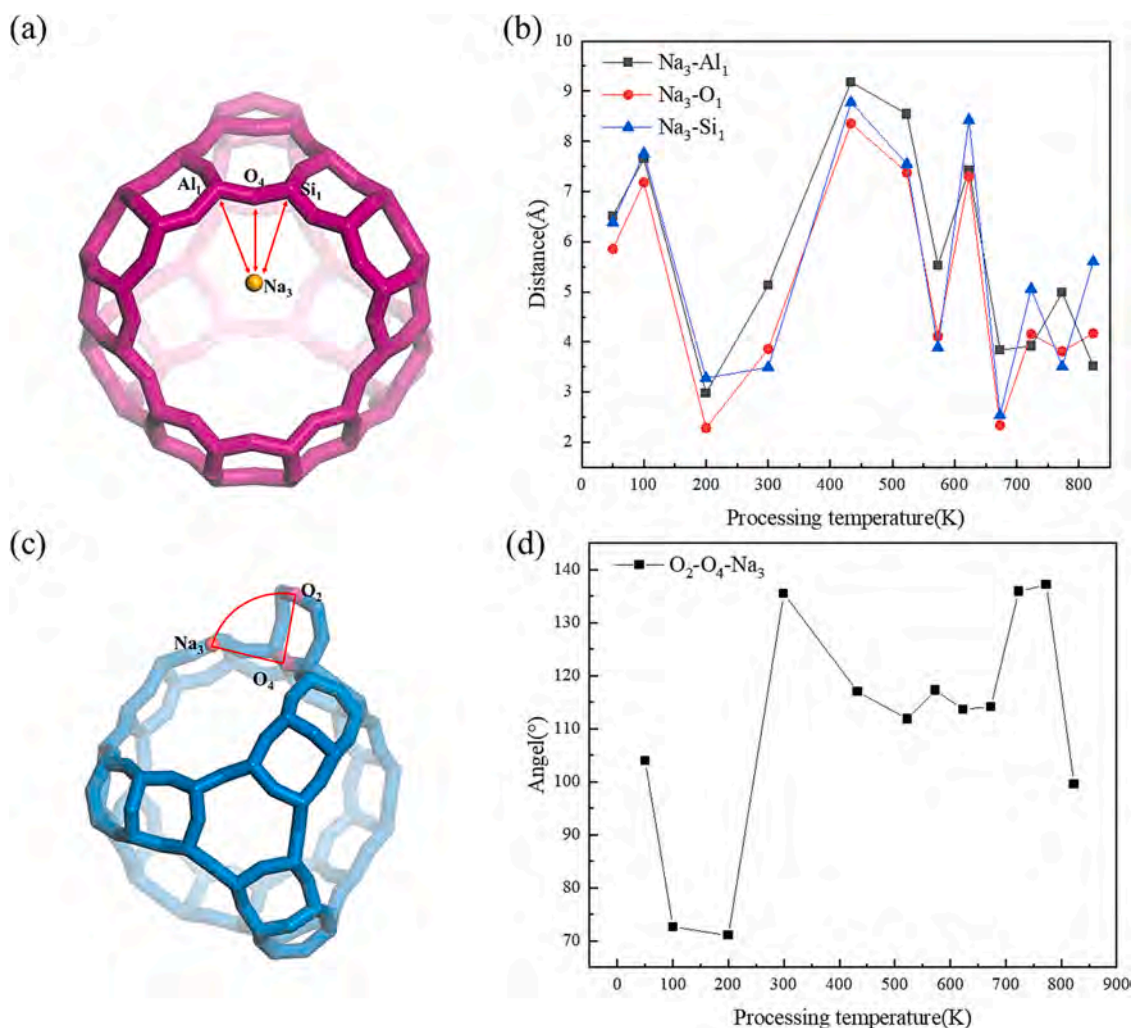 (a)
Al₁
O₄
Si₁
Na₃
(b)
Na₃-Al₁
Na₃-O₁
Na₃-Si₁
10
9
8
7
6
5
4
3
2
Distance(Å)
0 100 200 300 400 500 600 700 800
Processing temperature(K)
(c)
O₂
Na₃
O₄
(d)
O₂-O₄-Na₃
140
130
120
110
100
90
80
70
Angel(°)
0 100 200 300 400 500 600 700 800 900
Processing temperature(K)